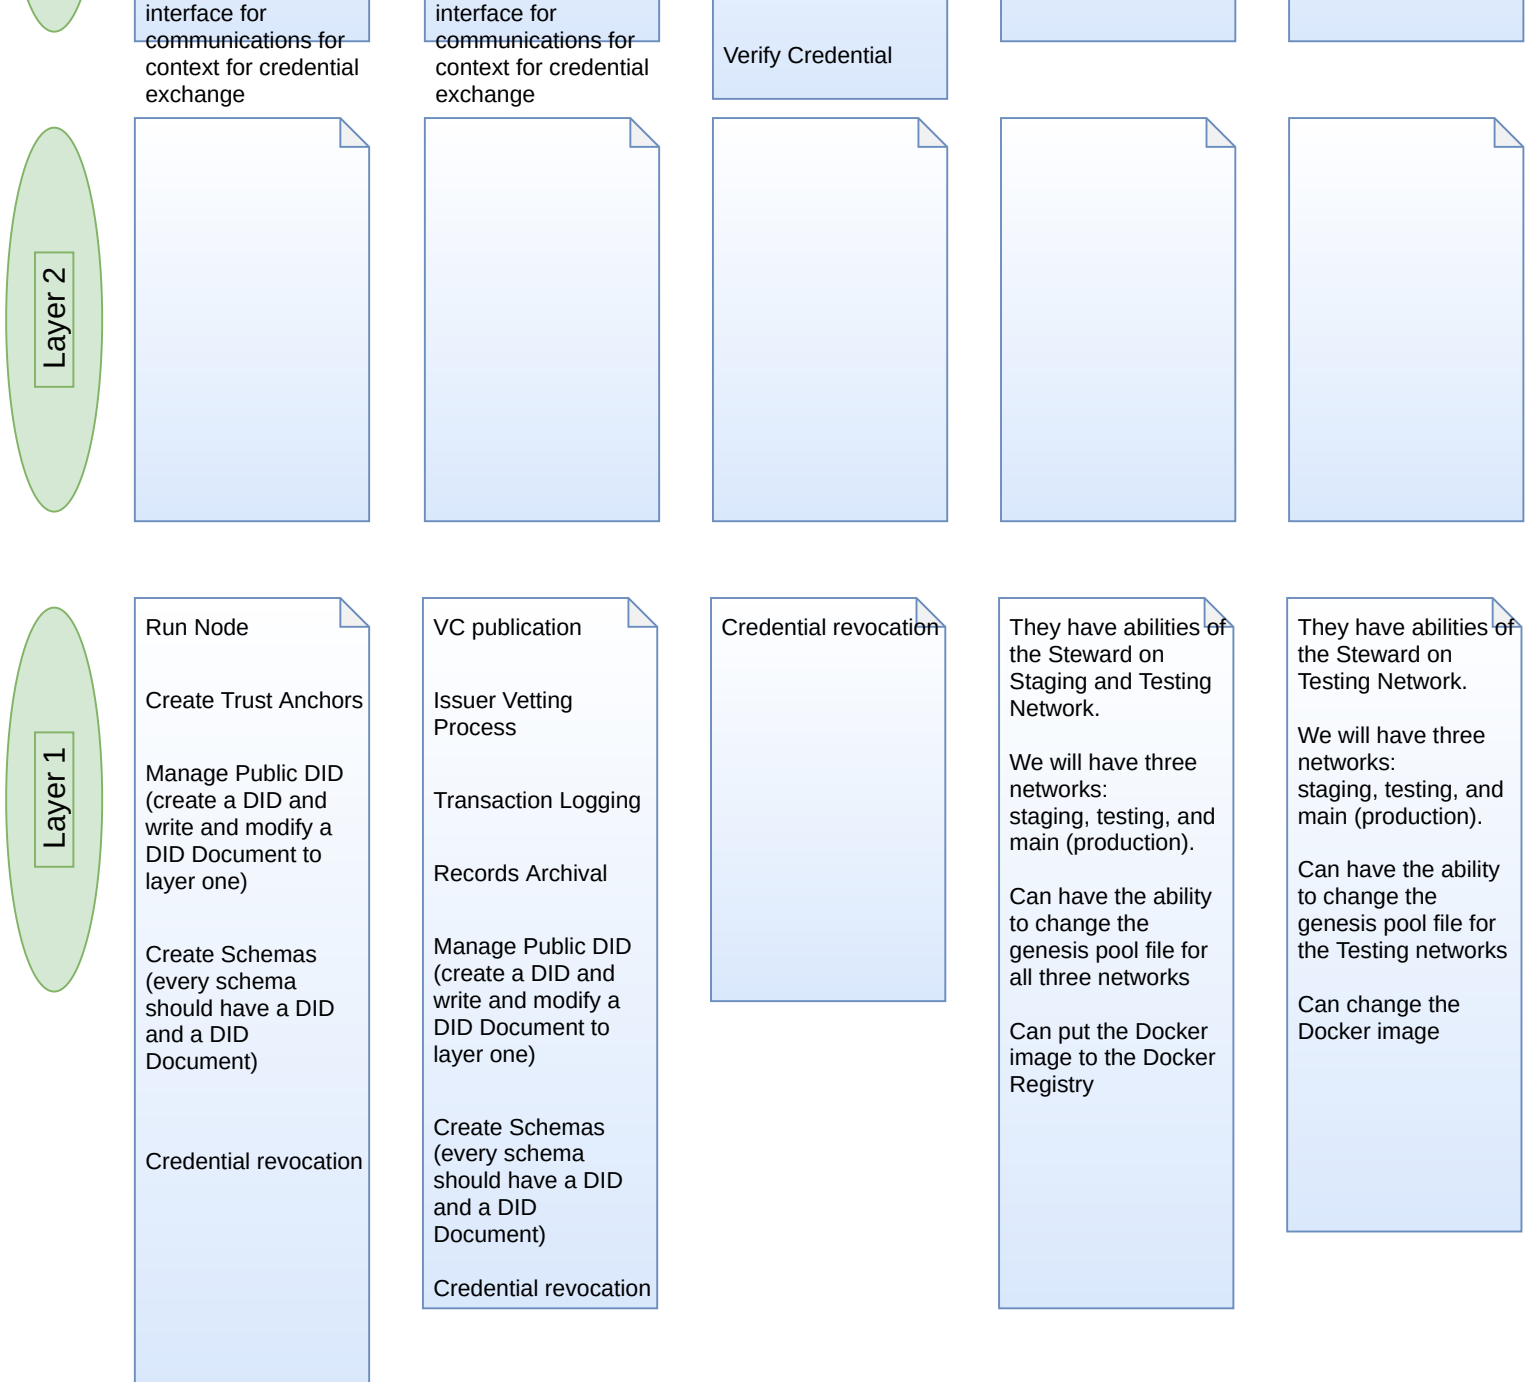 interface for
communications for
context for credential
exchange
interface for
communications for
context for credential
exchange
Verify Credential
Layer 2
Layer 1
Run Node
Create Trust Anchors
Manage Public DID
(create a DID and
write and modify a
DID Document to
layer one)
Create Schemas
(every schema
should have a DID
and a DID
Document)
Credential revocation
VC publication
Issuer Vetting
Process
Transaction Logging
Records Archival
Manage Public DID
(create a DID and
write and modify a
DID Document to
layer one)
Create Schemas
(every schema
should have a DID
and a DID
Document)
Credential revocation
Credential revocation
They have abilities of
the Steward on
Staging and Testing
Network.
We will have three
networks:
staging, testing, and
main (production).
Can have the ability
to change the
genesis pool file for
all three networks
Can put the Docker
image to the Docker
Registry
They have abilities of
the Steward on
Testing Network.
We will have three
networks:
staging, testing, and
main (production).
Can have the ability
to change the
genesis pool file for
the Testing networks
Can change the
Docker image